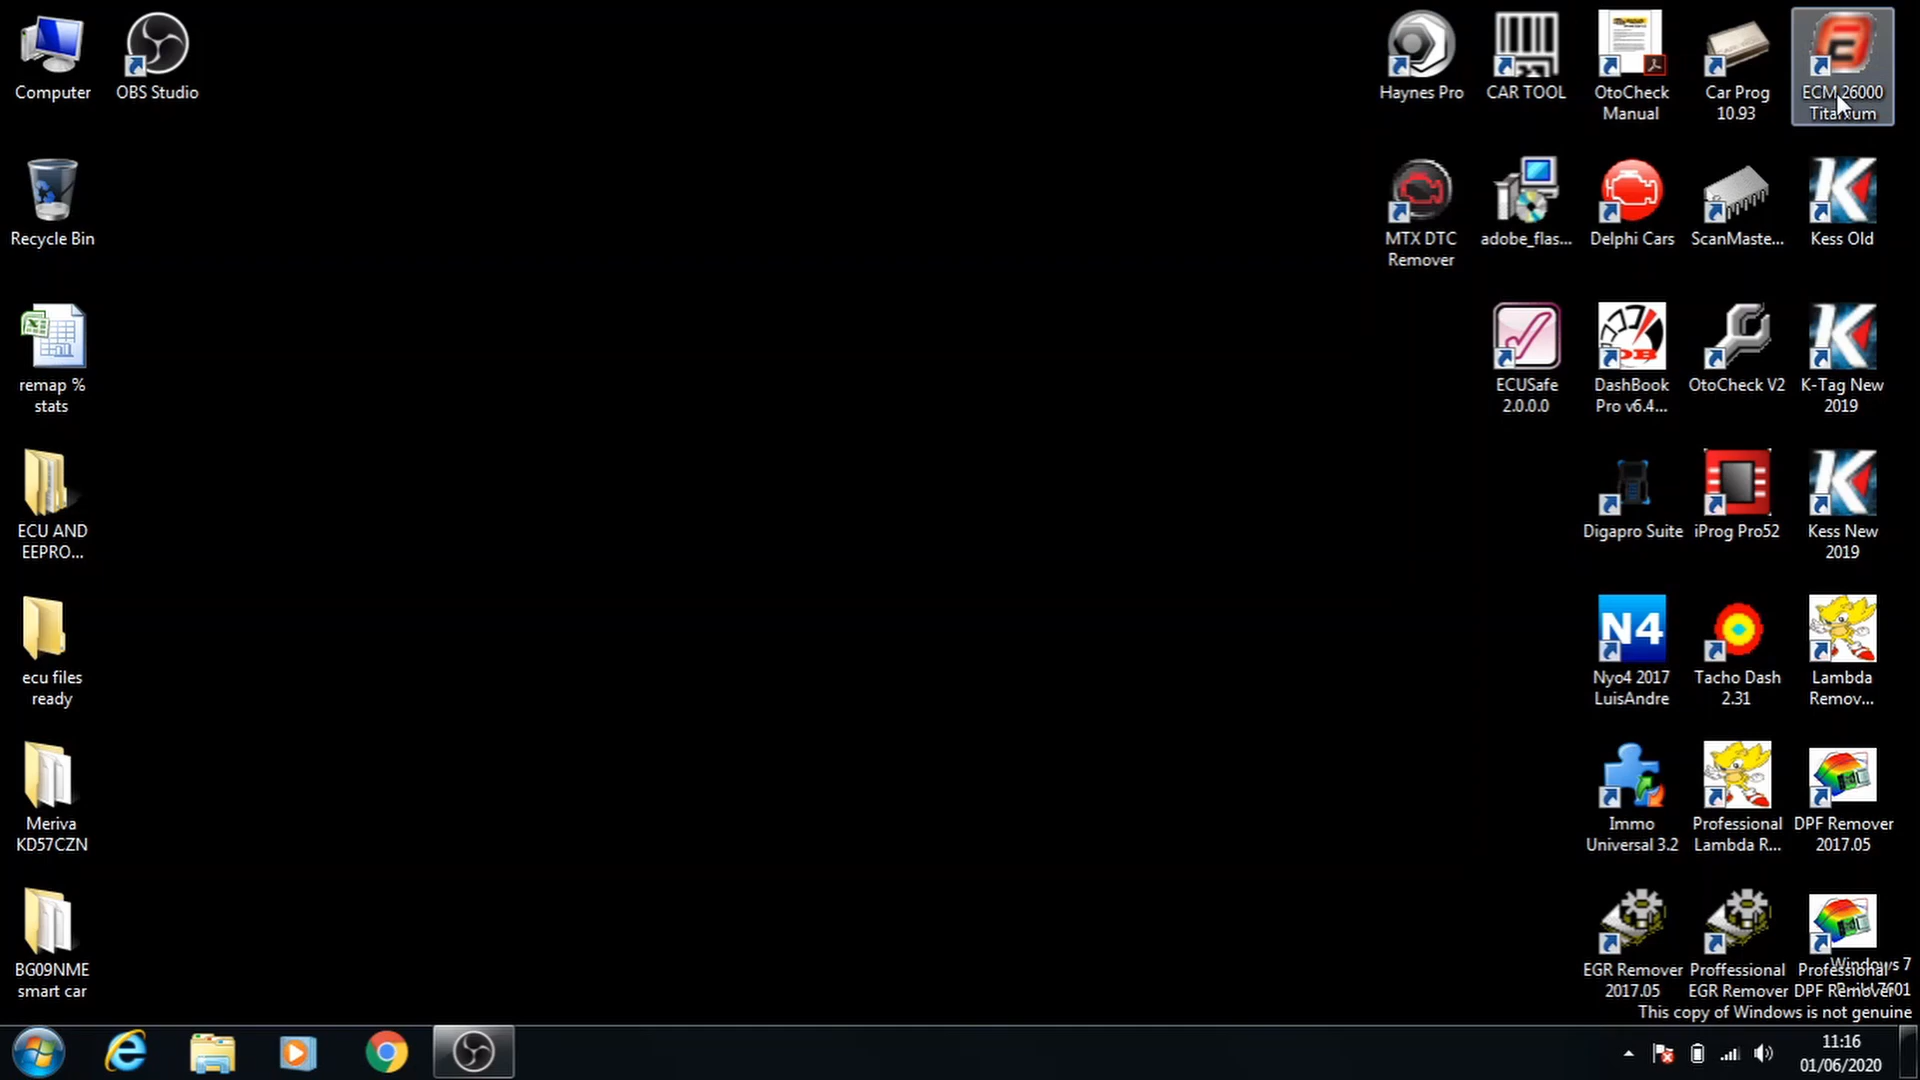 Computer
OBS Studio
Haynes Pro
CAR TOOL
OtoCheck
Manual
Car Prog
10.93
ECM 26000
Titanium
Recycle Bin
MTX DTC
Remover
adobe_flas...
Delphi Cars
ScanMaste...
Kess Old
remap %
stats
ECUSafe
2.0.0.0
DashBook
Pro v6.4...
OtoCheck V2
K-Tag New
2019
ECU AND
EEPRO...
Digapro Suite
iProg Pro52
Kess New
2019
ecu files
ready
N4
Nyo4 2017
LuisAndre
Tacho Dash
2.31
Lambda
Remov...
Meriva
KD57CZN
Immo
Universal 3.2
Professional
Lambda R...
DPF Remover
2017.05
BG09NME
smart car
EGR Remover
2017.05
Proffessional
EGR Remover
Professional
DPF Remover
Windows 7
Build 7601
This copy of Windows is not genuine
11:16
01/06/2020